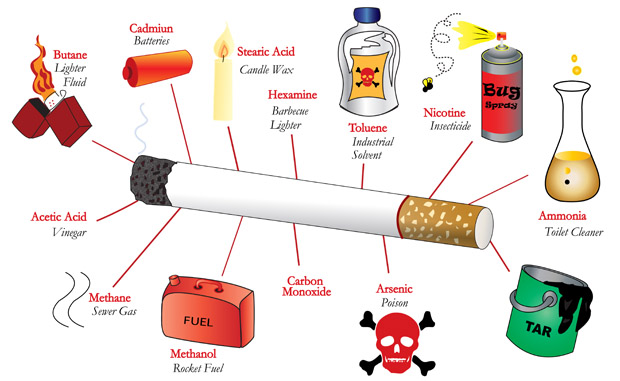 Butane
Lighter
Fluid
Cadmiun
Batteries
Stearic Acid
Candle Wax
Hexamine
Barbecue
Lighter
Toluene
Industrial
Solvent
Nicotine
Insecticide
Bug
Spray
Ammonia
Toilet Cleaner
Acetic Acid
Vinegar
Methane
Sewer Gas
FUEL
Methanol
Rocket Fuel
Carbon
Monoxide
Arsenic
Poison
TAR